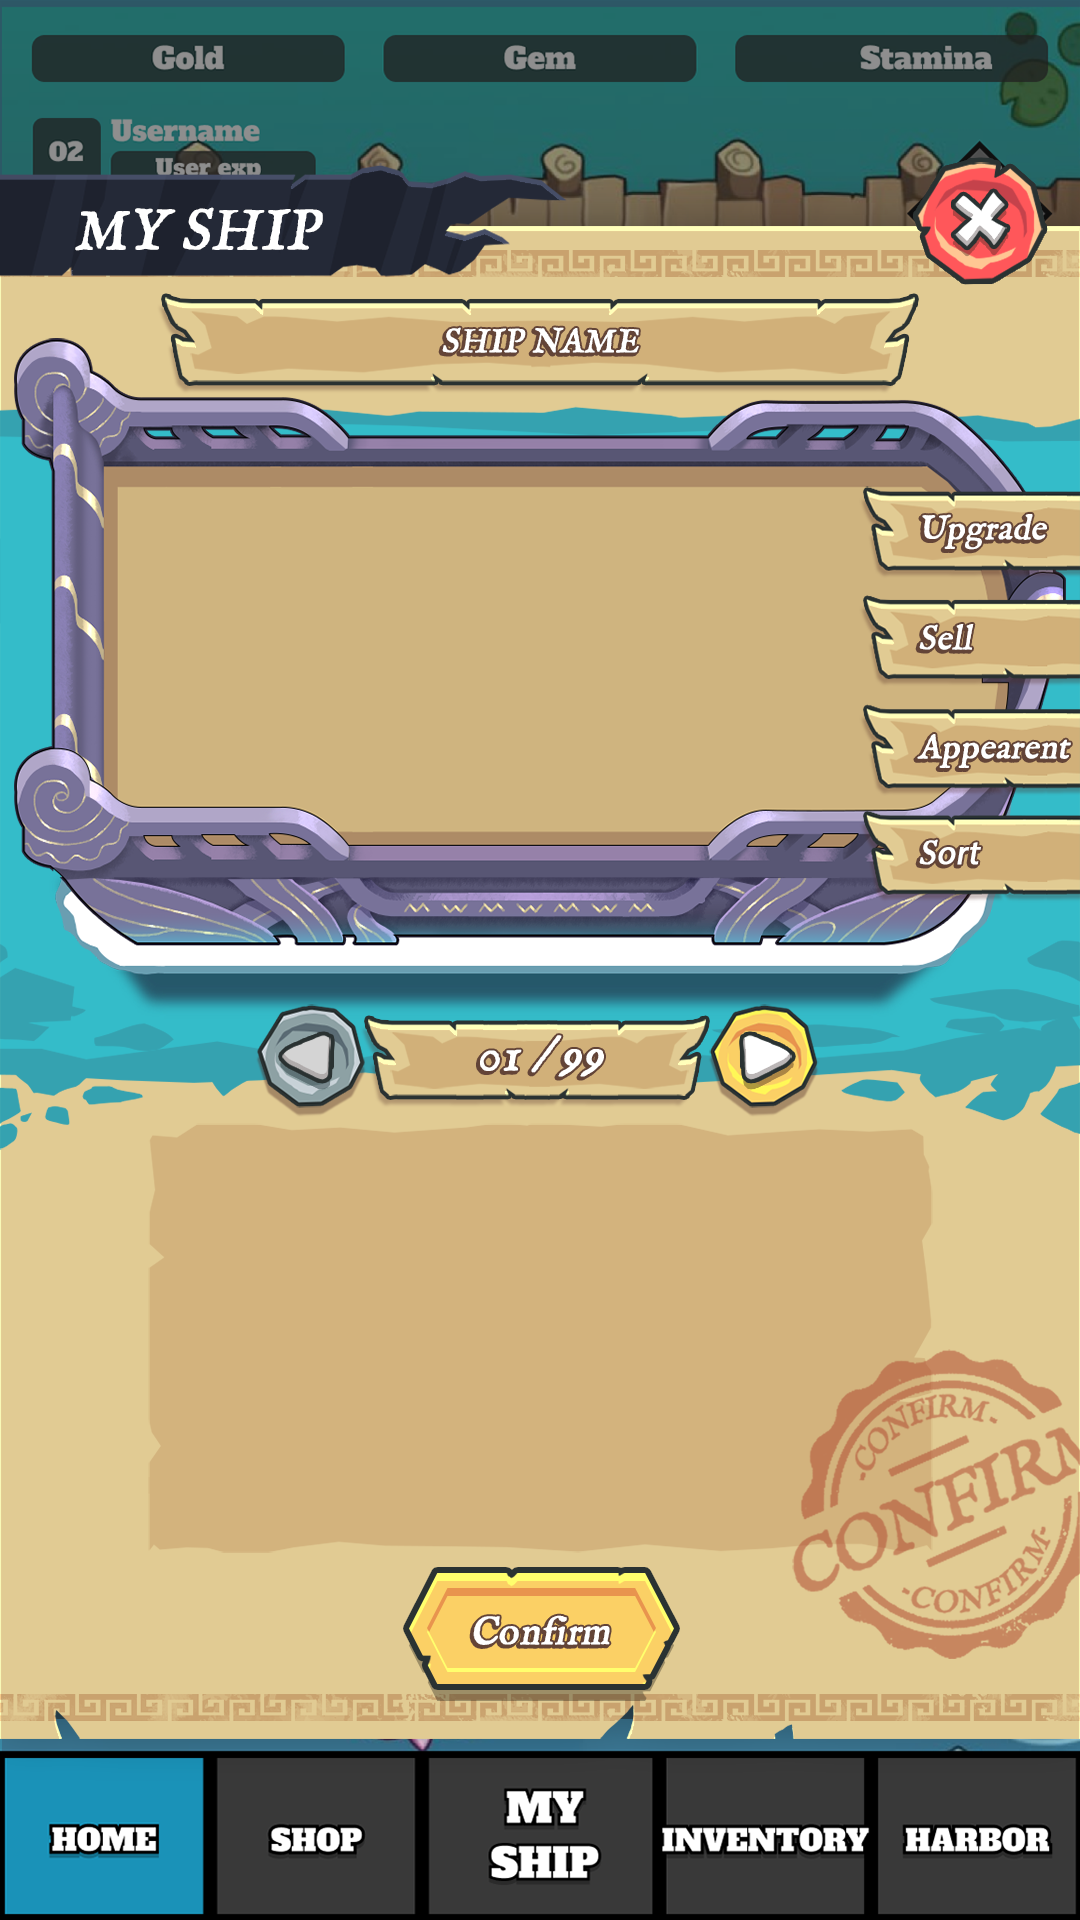 Gold
Gem
Stamina
02
Username
User exp
MY SHIP
SHIP NAME
Upgrade
Sell
Appearent
Sort
01/99
-CONFIRM-
CONFIRM
-CONFIRM-
Confirm
HOME
SHOP
MY
SHIP
INVENTORY
HARBOR